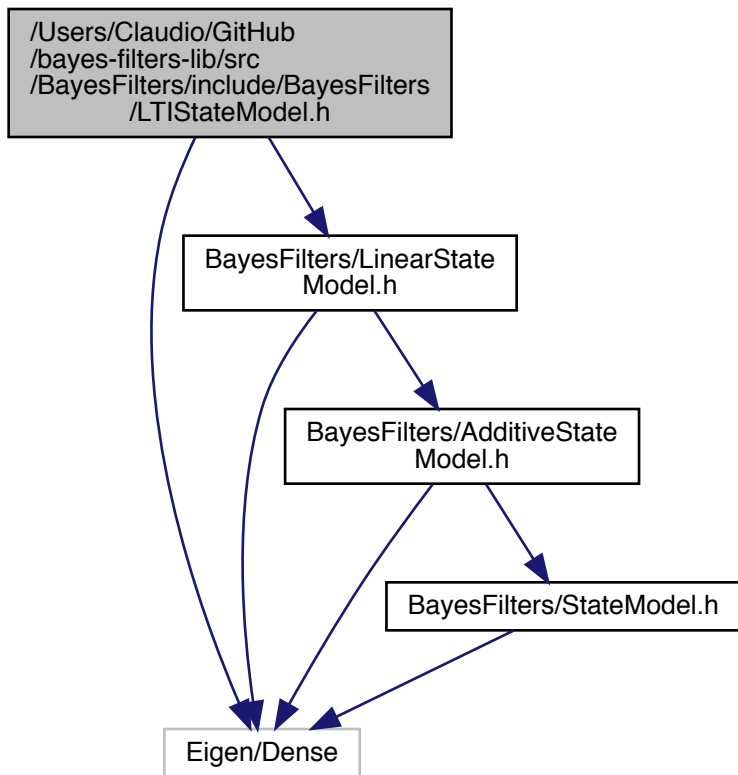 /Users/Claudio/GitHub
/bayes-filters-lib/src
/BayesFilters/include/BayesFilters
/LTIStateModel.h
BayesFilters/LinearState
Model.h
BayesFilters/AdditiveState
Model.h
BayesFilters/StateModel.h
Eigen/Dense